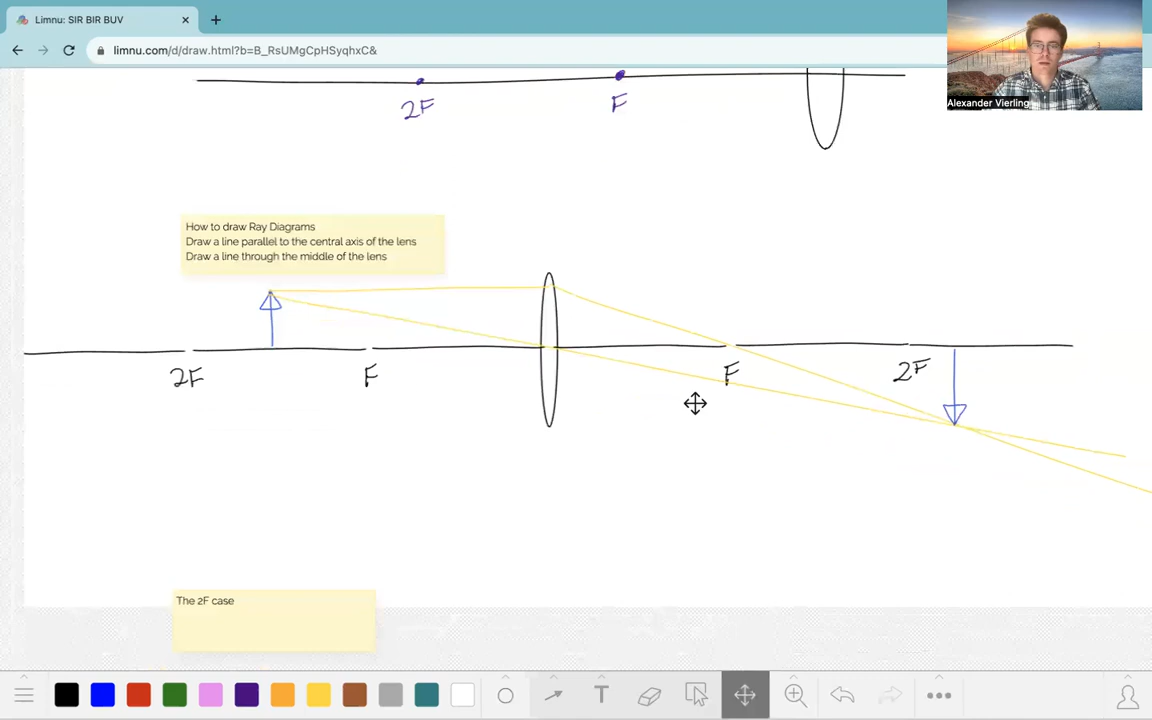 Limnu: SIR BIR BUV
limnu.com/d/draw.html?b=B_RsUMgCpHSyqhxC&
Alexander Vierling
2F
F
How to draw Ray Diagrams
Draw a line parallel to the central axis of the lens
Draw a line through the middle of the lens
2F
F
F
2F
The 2F case
T